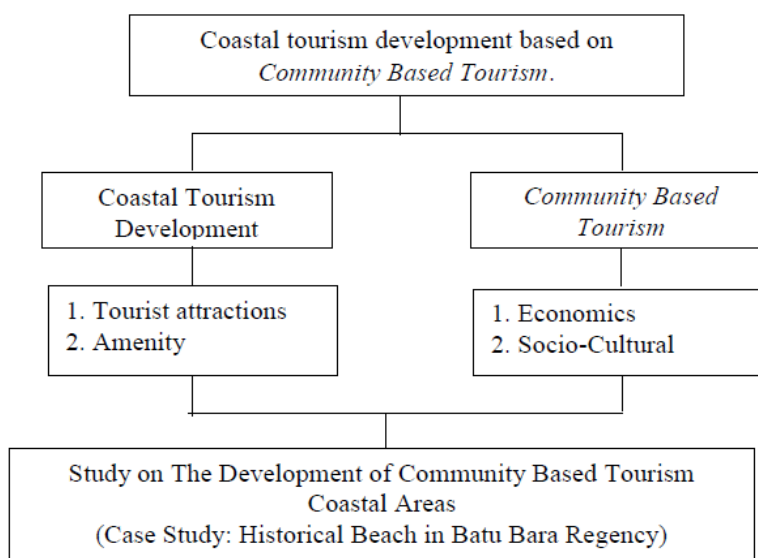 Coastal tourism development based on
Community Based Tourism.
Coastal Tourism
Development
Community Based
Tourism
1. Tourist attractions
2. Amenity
1. Economics
2. Socio-Cultural
Study on The Development of Community Based Tourism
Coastal Areas
(Case Study: Historical Beach in Batu Bara Regency)